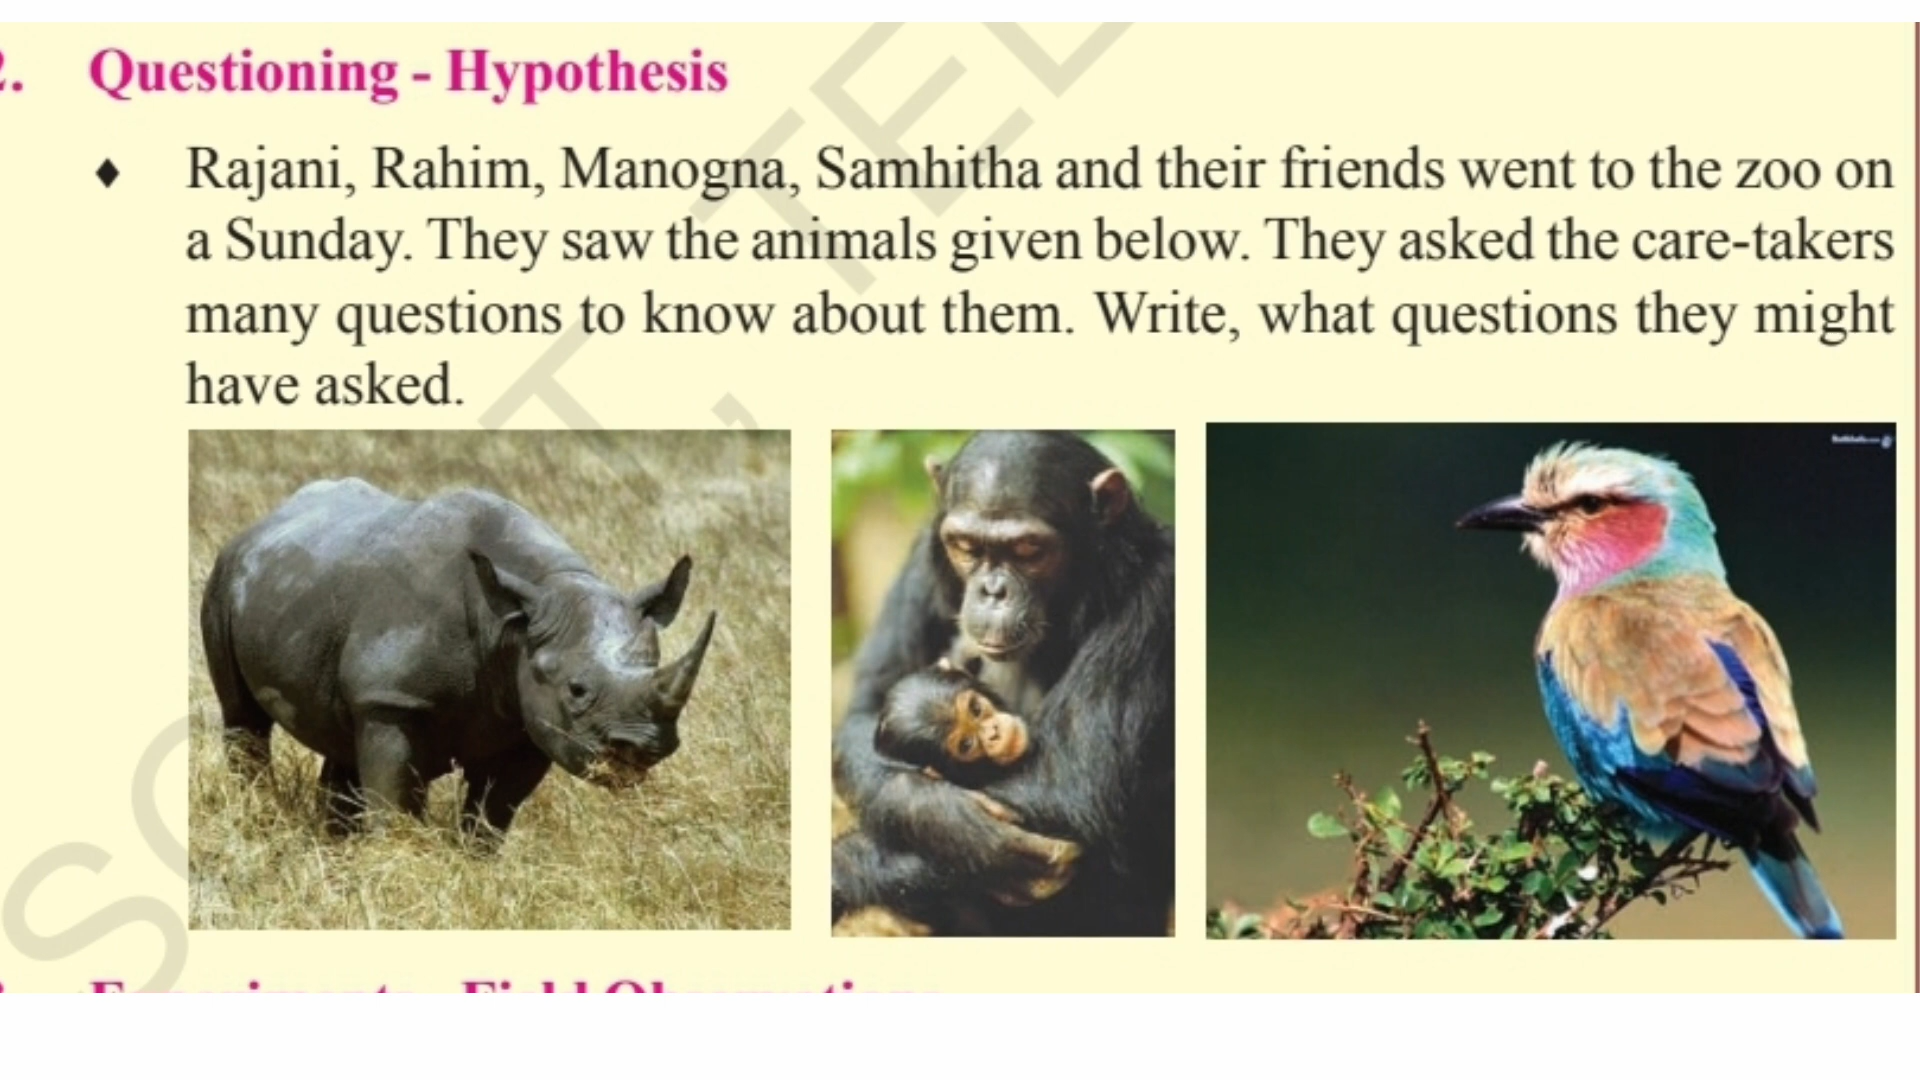 2. Questioning - Hypothesis
♦ Rajani, Rahim, Manogna, Samhitha and their friends went to the zoo on
a Sunday. They saw the animals given below. They asked the care-takers
many questions to know about them. Write, what questions they might
have asked.